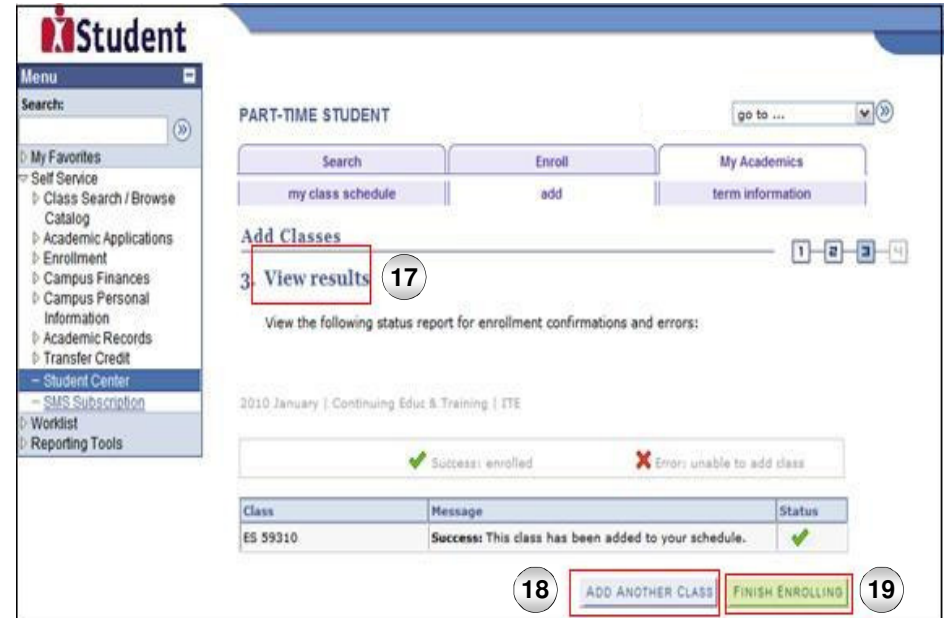 iStudent
Menu
Search:
My Favorites
Self Service
Class Search / Browse
Catalog
Academic Applications
Enrollment
Campus Finances
Campus Personal
Information
Academic Records
Transfer Credit
Student Center
SMS Subscription
Worklist
Reporting Tools
PART-TIME STUDENT
go to ...
Search Enroll My Academics
my class schedule add term information
Add Classes
1 2 3 4
3. View results 17
View the following status report for enrollment confirmations and errors:
2010 January | Continuing Educ & Training | ITE
Success: enrolled Error: unable to add class
Class Message Status
ES 59310 Success: This class has been added to your schedule.
18 ADD ANOTHER CLASS FINISH ENROLLING 19